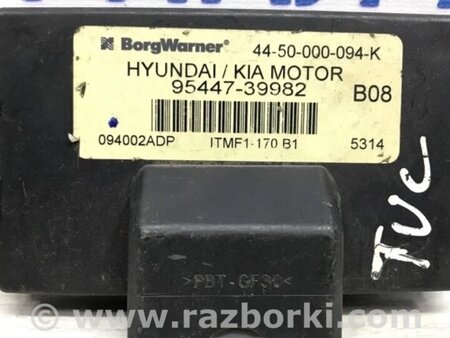 BorgWarner® 44-50-000-094-K
HYUNDAI / KIA MOTOR
95447-39982 B08
094002ADP ITMF1-170 B1 5314
TUC
>PBT-GF30<
www.razborki.com